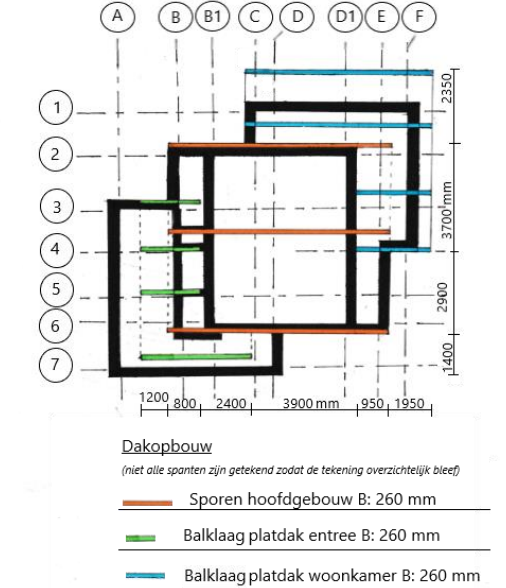 A B B1 C D D1 E F
1
2
3
4
5
6
7
2350
3700 mm
2900
1400
1200 800 2400 3900 mm 950 1950
Dakopbouw
(niet alle spanten zijn getekend zodat de tekening overzichtelijk bleef)
Sporen hoofdgebouw B: 260 mm
Balklaag platdak entree B: 260 mm
Balklaag platdak woonkamer B: 260 mm